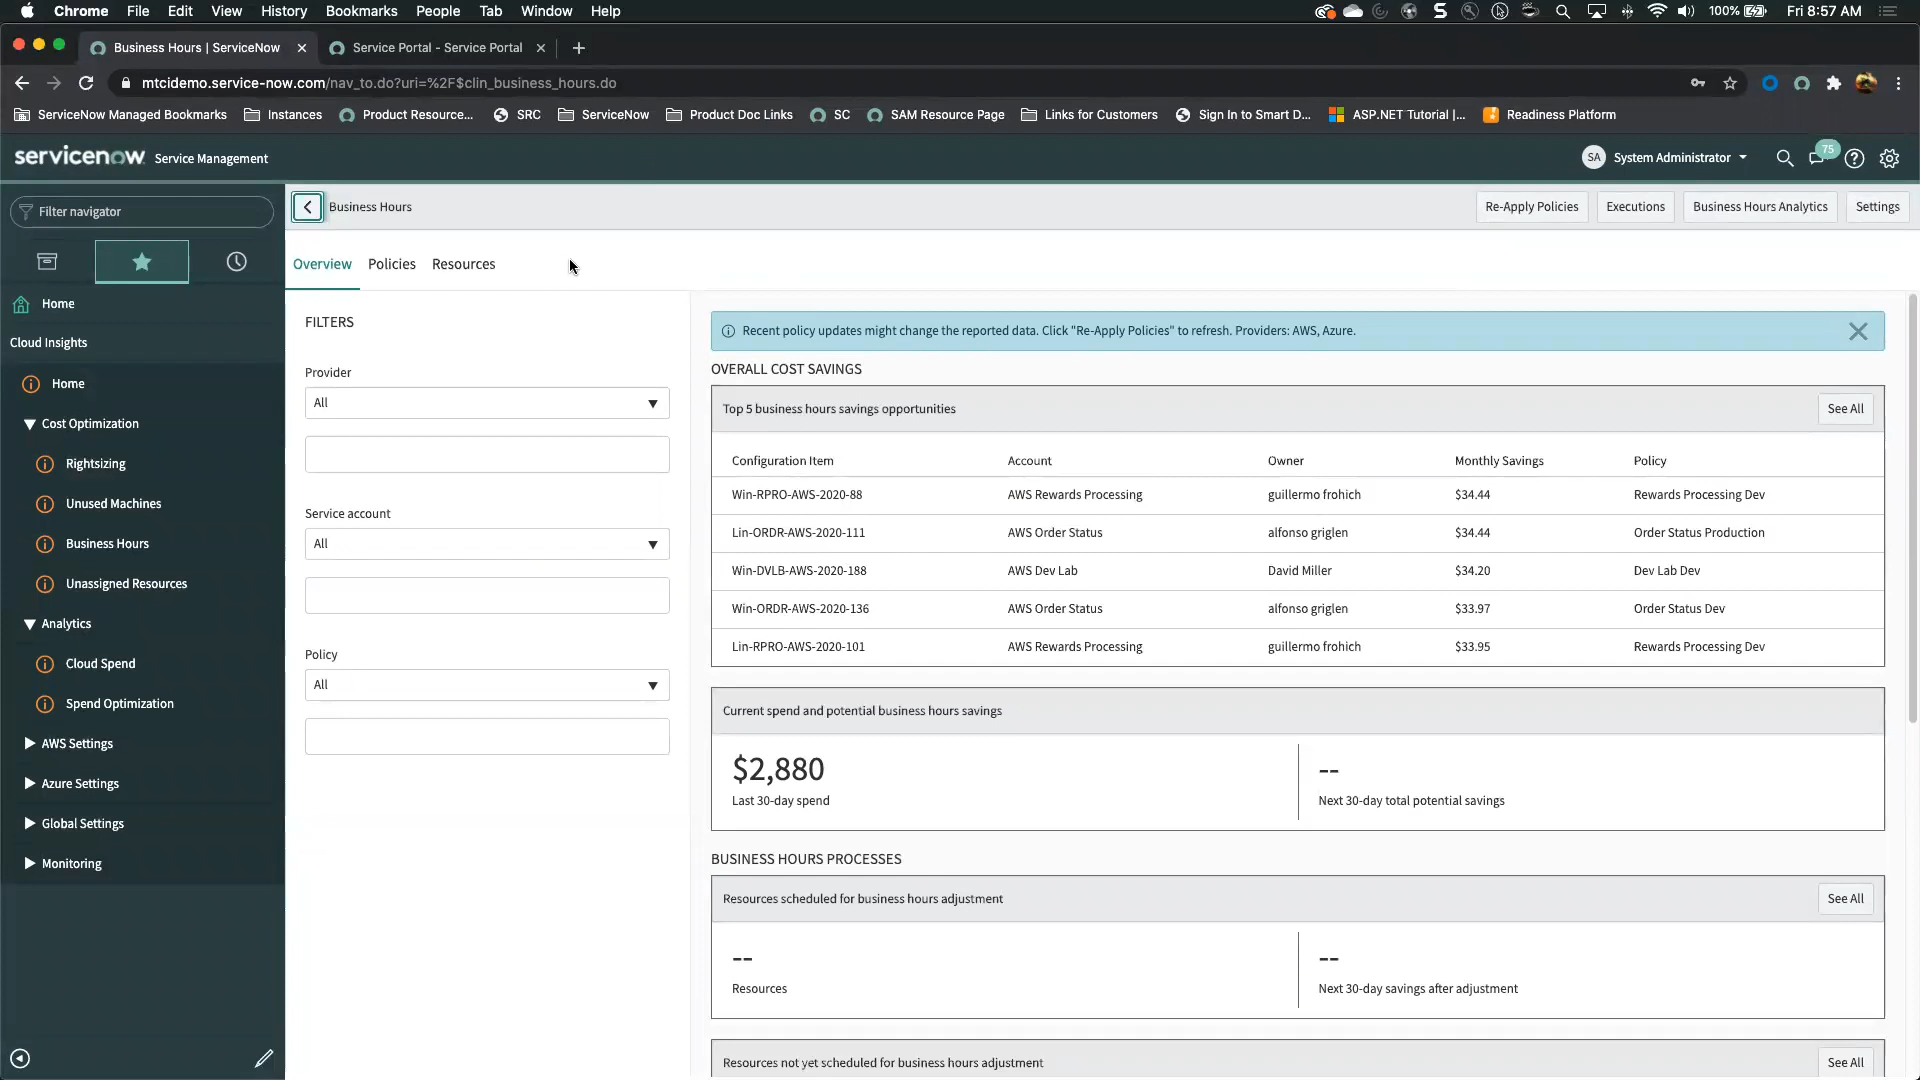 Chrome File Edit View History Bookmarks People Tab Window Help 100% Fri 8:57 AM
Business Hours | ServiceNow Service Portal - Service Portal
mtcidemo.service-now.com/nav_to.do?uri=%2F$clin_business_hours.do
ServiceNow Managed Bookmarks Instances Product Resource... SRC ServiceNow Product Doc Links SC SAM Resource Page Links for Customers Sign In to Smart D... ASP.NET Tutorial |... Readiness Platform
servicenow Service Management SA System Administrator 75
Filter navigator
Home
Cloud Insights
Home
Cost Optimization
Rightsizing
Unused Machines
Business Hours
Unassigned Resources
Analytics
Cloud Spend
Spend Optimization
AWS Settings
Azure Settings
Global Settings
Monitoring
Business Hours Re-Apply Policies Executions Business Hours Analytics Settings
Overview Policies Resources
FILTERS
Provider
All
Service account
All
Policy
All
Recent policy updates might change the reported data. Click "Re-Apply Policies" to refresh. Providers: AWS, Azure.
OVERALL COST SAVINGS
Top 5 business hours savings opportunities See All
Configuration Item Account Owner Monthly Savings Policy
Win-RPRO-AWS-2020-88 AWS Rewards Processing guillermo frohich $34.44 Rewards Processing Dev
Lin-ORDR-AWS-2020-111 AWS Order Status alfonso griglen $34.44 Order Status Production
Win-DVLB-AWS-2020-188 AWS Dev Lab David Miller $34.20 Dev Lab Dev
Win-ORDR-AWS-2020-136 AWS Order Status alfonso griglen $33.97 Order Status Dev
Lin-RPRO-AWS-2020-101 AWS Rewards Processing guillermo frohich $33.95 Rewards Processing Dev
Current spend and potential business hours savings
$2,880 --
Last 30-day spend Next 30-day total potential savings
BUSINESS HOURS PROCESSES
Resources scheduled for business hours adjustment See All
-- --
Resources Next 30-day savings after adjustment
Resources not yet scheduled for business hours adjustment See All